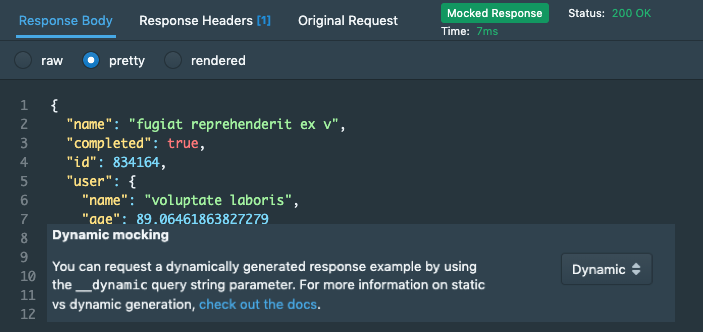 Response Body Response Headers [1] Original Request Mocked Response Status: 200 OK
Time: 7ms
raw pretty rendered
1 {
2 "name": "fugiat reprehenderit ex v",
3 "completed": true,
4 "id": 834164,
5 "user": {
6 "name": "voluptate laboris",
7 "age": 89.06461863827279
8 Dynamic mocking
9
You can request a dynamically generated response example by using
10 the __dynamic query string parameter. For more information on static
11 vs dynamic generation, check out the docs.
Dynamic
12